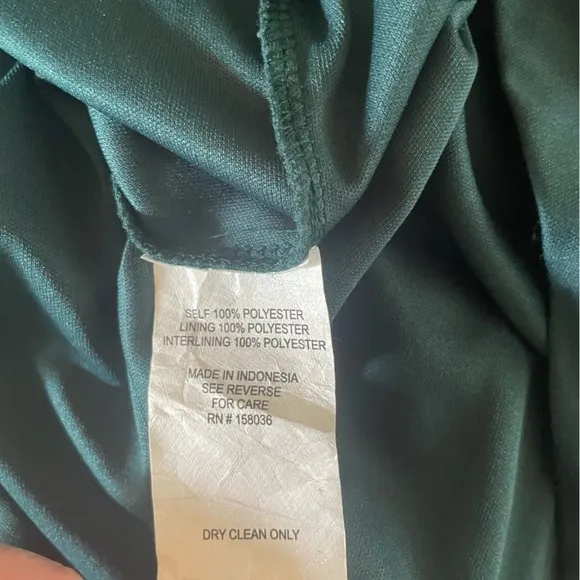 SELF 100% POLYESTER
LINING 100% POLYESTER
INTERLINING 100% POLYESTER
MADE IN INDONESIA
SEE REVERSE
FOR CARE
RN # 158036
DRY CLEAN ONLY